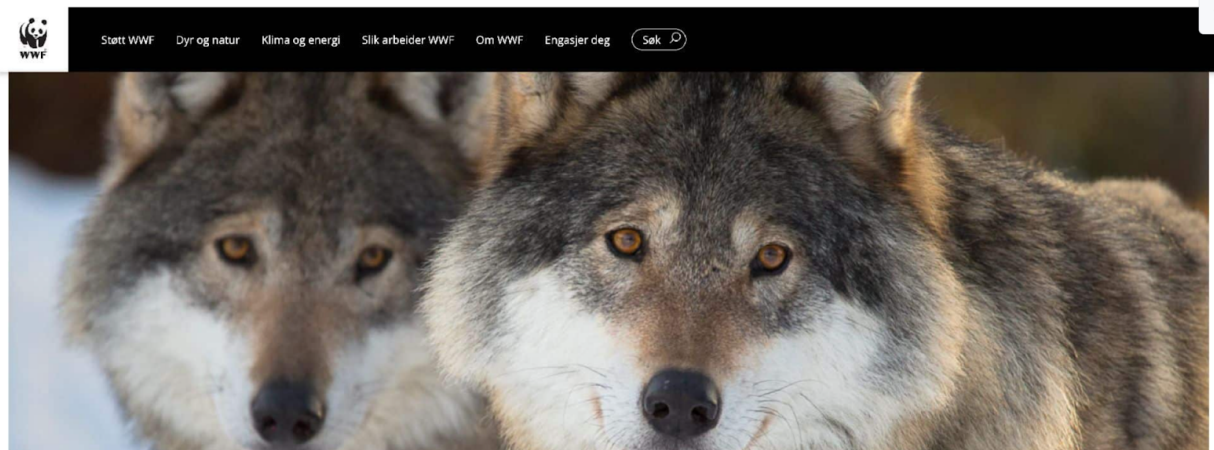 WWF
Støtt WWF Dyr og natur Klima og energi Slik arbeider WWF Om WWF Engasjer deg Søk